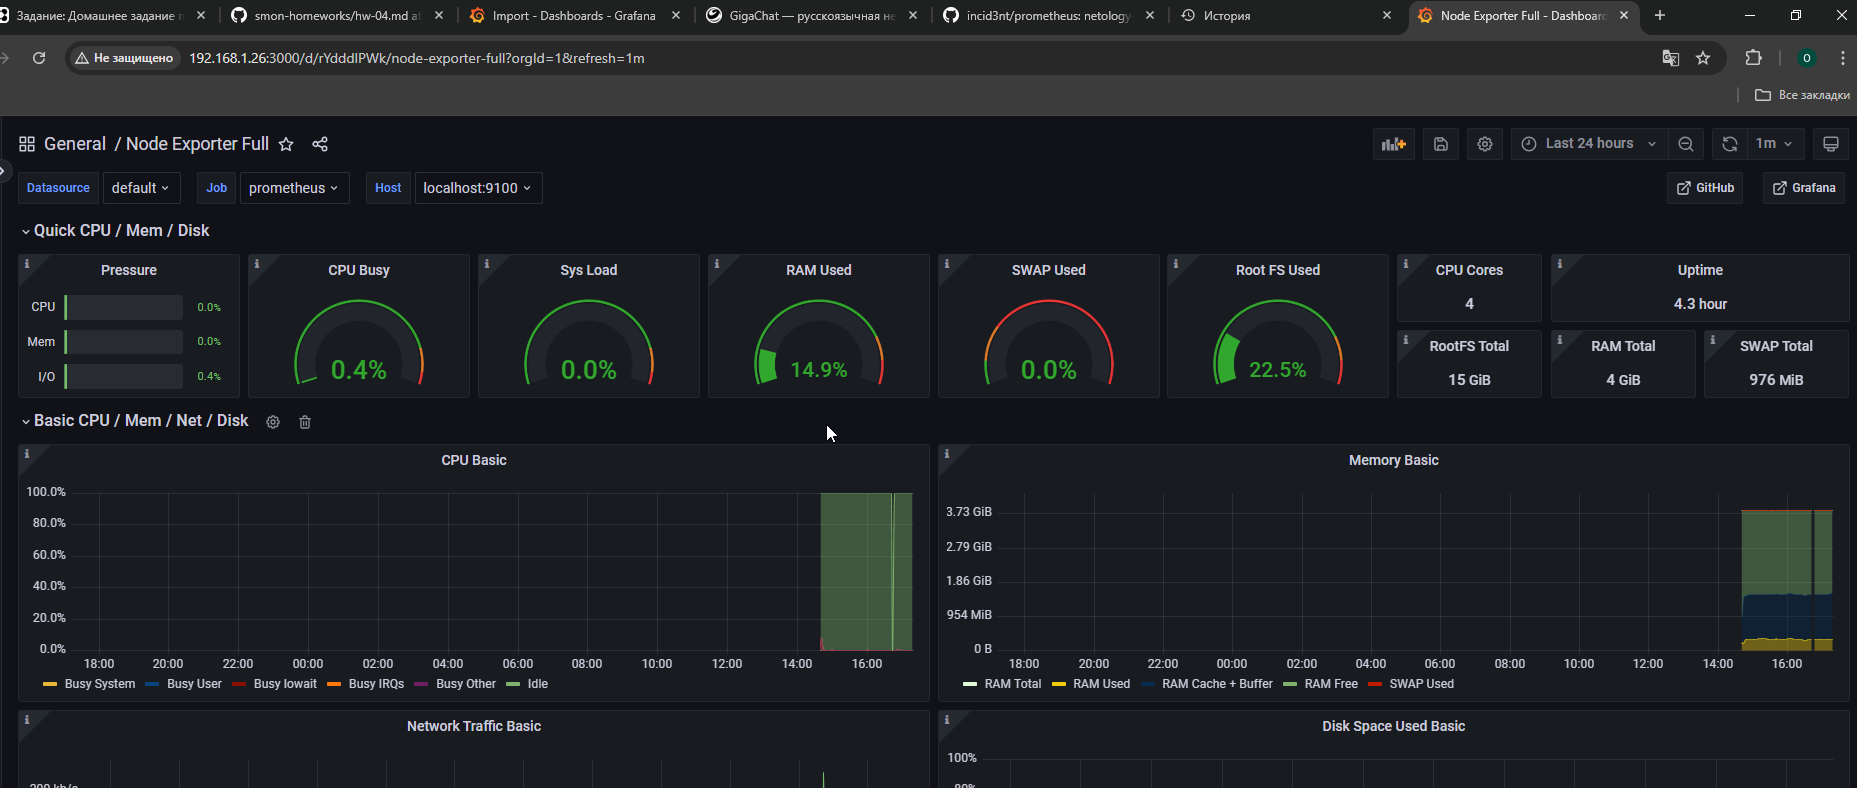 Задание: Домашнее задание
smon-homeworks/hw-04.md at
Import - Dashboards - Grafana
GigaChat — русскоязычная не
incid3nt/prometheus: netology
История
Node Exporter Full - Dashboard
Не защищено
192.168.1.26:3000/d/rYdddlPWk/node-exporter-full?orgId=1&refresh=1m
O
Все закладки
General / Node Exporter Full
Last 24 hours
1m
Datasource
default
Job
prometheus
Host
localhost:9100
GitHub
Grafana
Quick CPU / Mem / Disk
Pressure
CPU
0.0%
Mem
0.0%
I/O
0.4%
CPU Busy
0.4%
Sys Load
0.0%
RAM Used
14.9%
SWAP Used
0.0%
Root FS Used
22.5%
CPU Cores
4
Uptime
4.3 hour
RootFS Total
15 GiB
RAM Total
4 GiB
SWAP Total
976 MiB
Basic CPU / Mem / Net / Disk
CPU Basic
100.0%
80.0%
60.0%
40.0%
20.0%
0.0%
18:00 20:00 22:00 00:00 02:00 04:00 06:00 08:00 10:00 12:00 14:00 16:00
Busy System Busy User Busy Iowait Busy IRQs Busy Other Idle
Memory Basic
3.73 GiB
2.79 GiB
1.86 GiB
954 MiB
0 B
18:00 20:00 22:00 00:00 02:00 04:00 06:00 08:00 10:00 12:00 14:00 16:00
RAM Total RAM Used RAM Cache + Buffer RAM Free SWAP Used
Network Traffic Basic
Disk Space Used Basic
100%